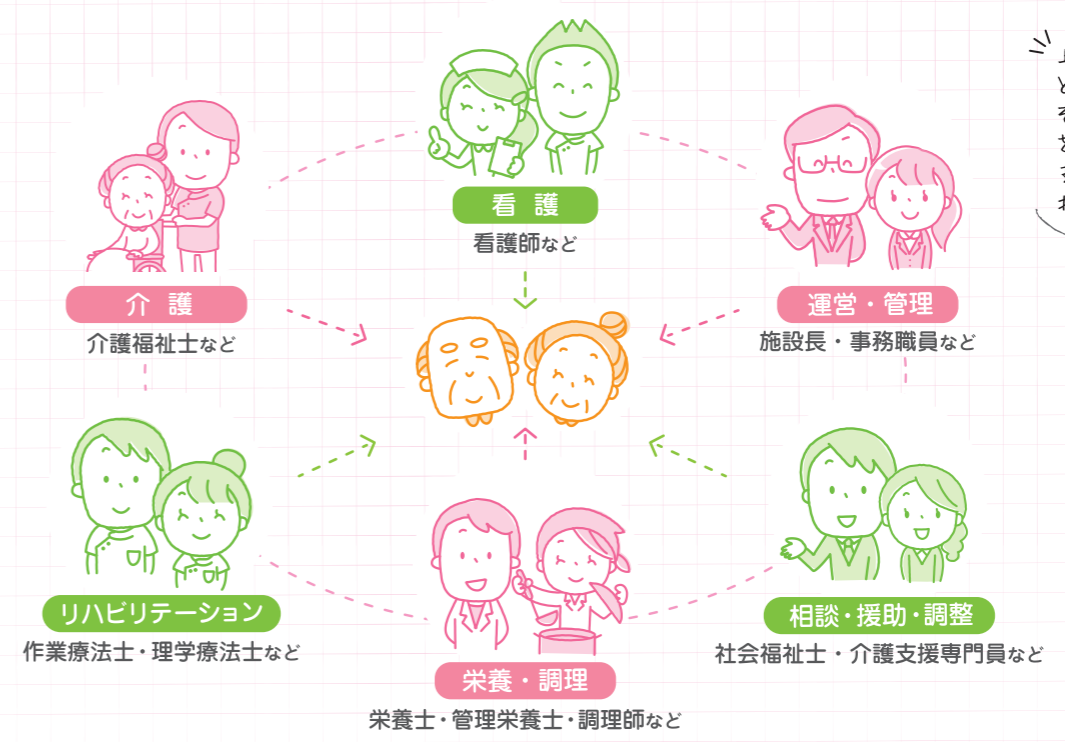 看護
看護師など
介護
介護福祉士など
運営・管理
施設長・事務職員など
リハビリテーション
作業療法士・理学療法士など
相談・援助・調整
社会福祉士・介護支援専門員など
栄養・調理
栄養士・管理栄養士・調理師など